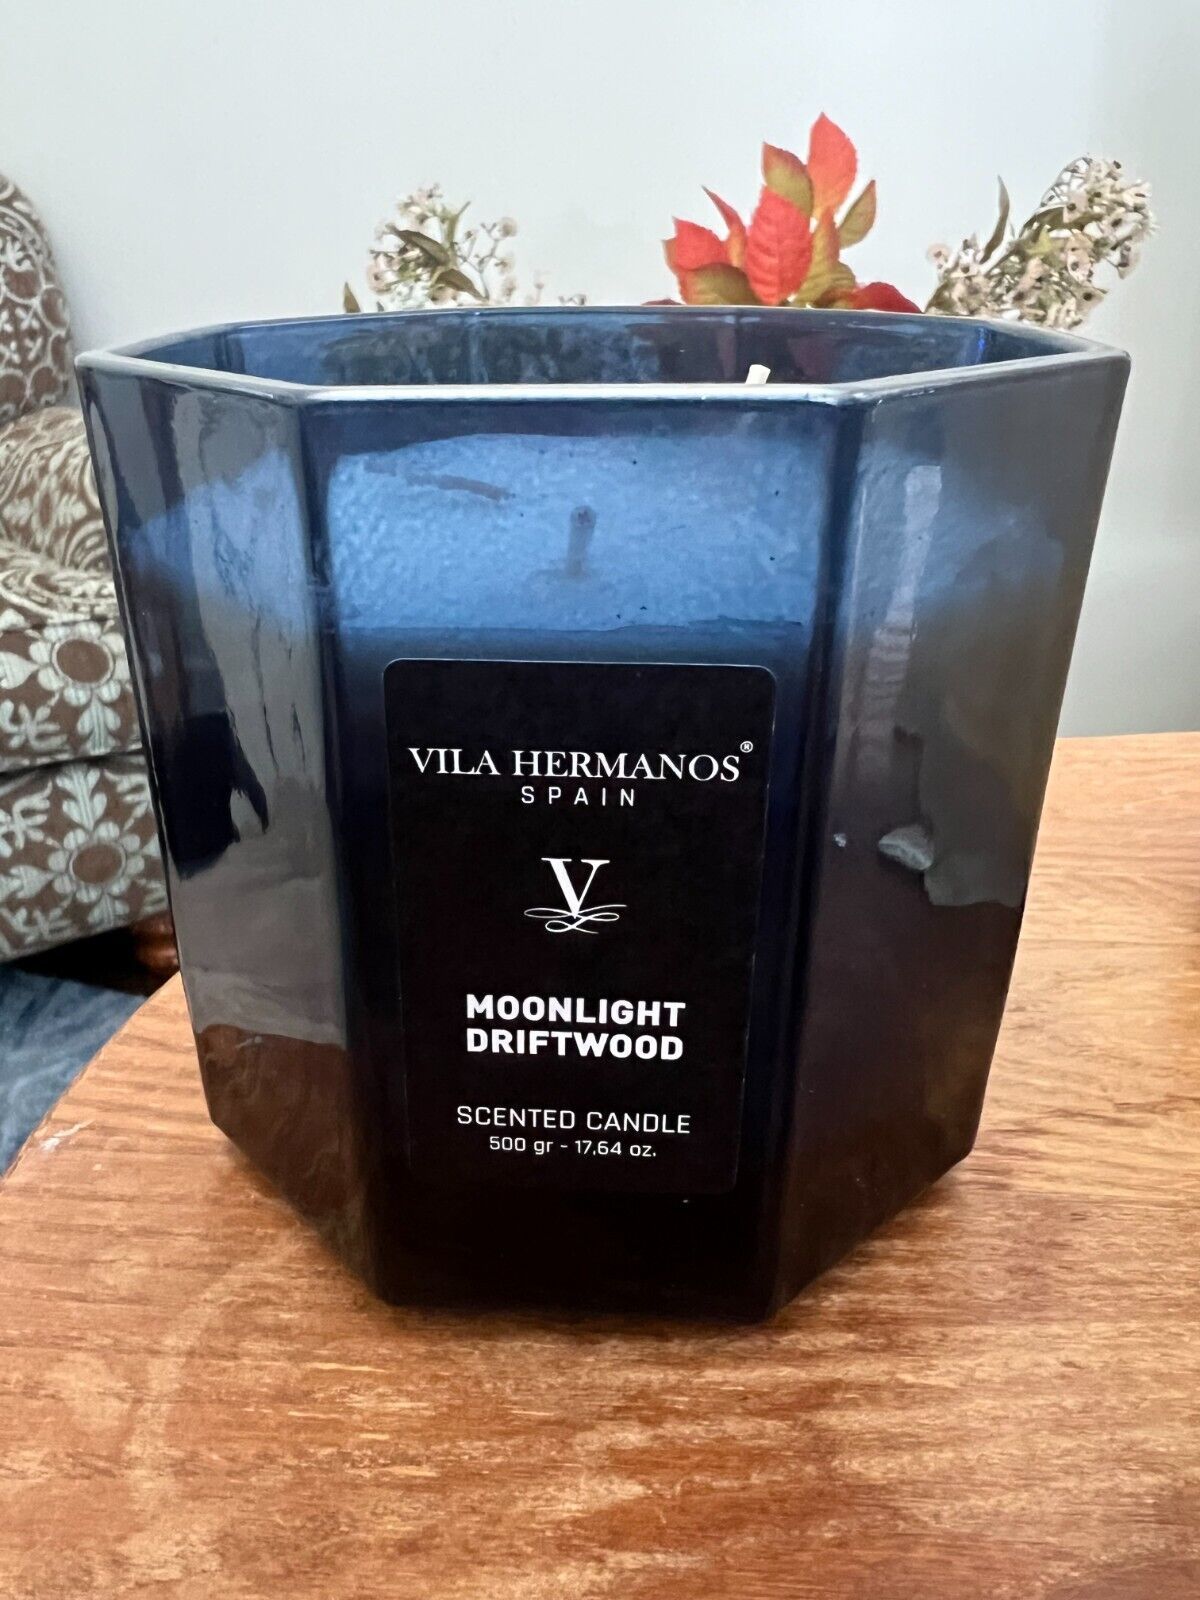 VILA HERMANOS®
SPAIN
V
MOONLIGHT
DRIFTWOOD
SCENTED CANDLE
500 gr - 17,64 oz.